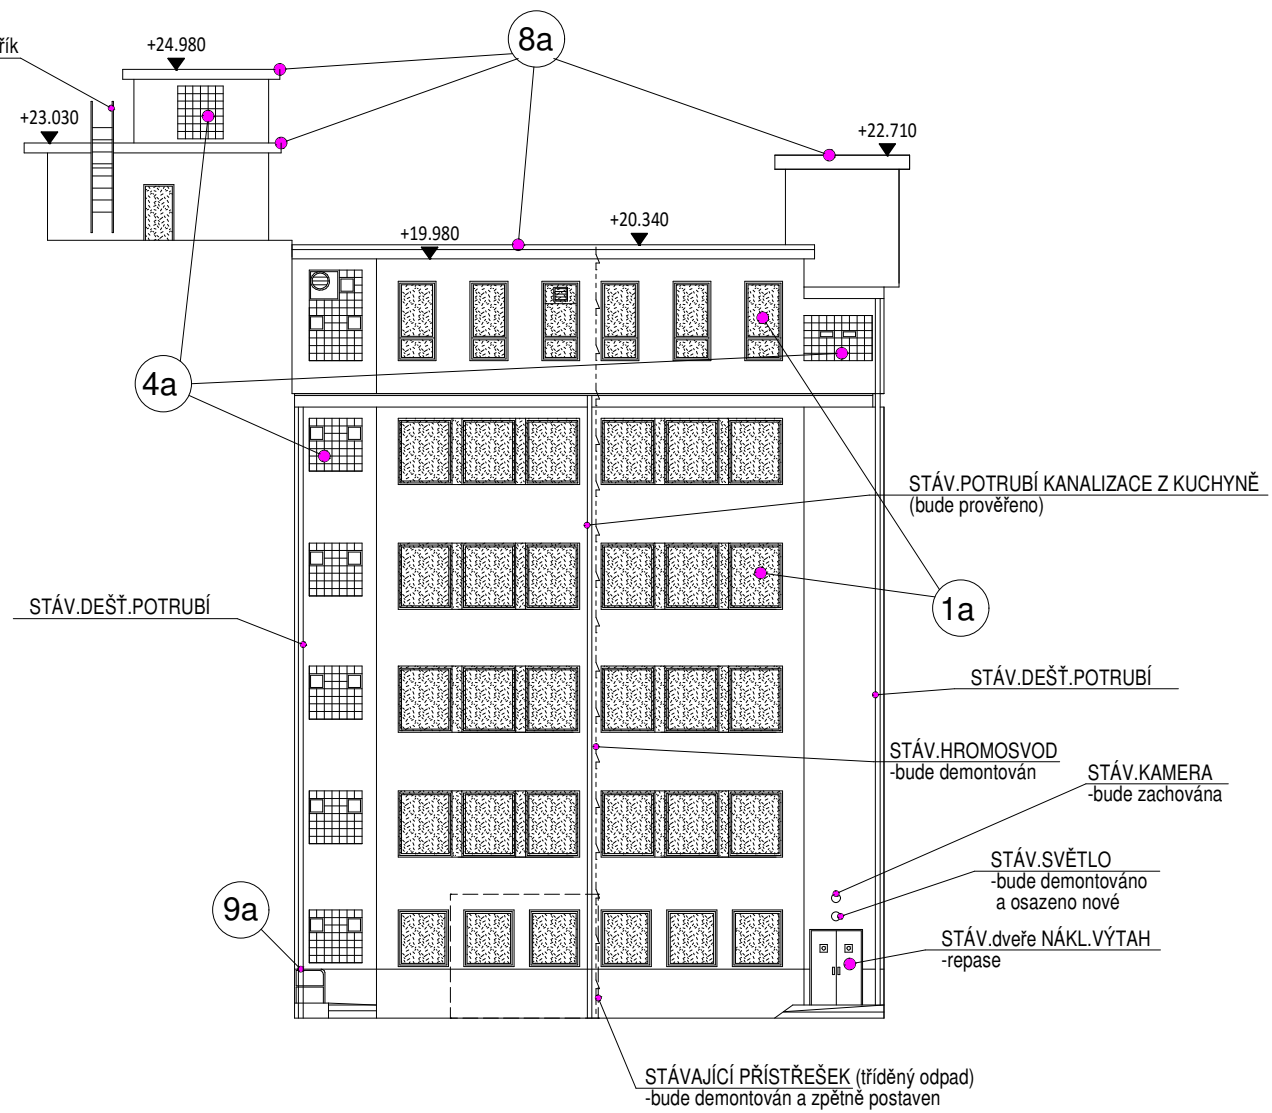 8a
řík
+24.980
+23.030
+22.710
+20.340
+19.980
4a
STÁV.POTRUBÍ KANALIZACE Z KUCHYNĚ
(bude prověřeno)
STÁV.DEŠŤ.POTRUBÍ
1a
STÁV.DEŠŤ.POTRUBÍ
STÁV.HROMOSVOD
-bude demontován
STÁV.KAMERA
-bude zachována
STÁV.SVĚTLO
-bude demontováno
a osazeno nové
9a
STÁV.dveře NÁKL.VÝTAH
-repase
STÁVAJÍCÍ PŘÍSTŘEŠEK (tříděný odpad)
-bude demontován a zpětně postaven